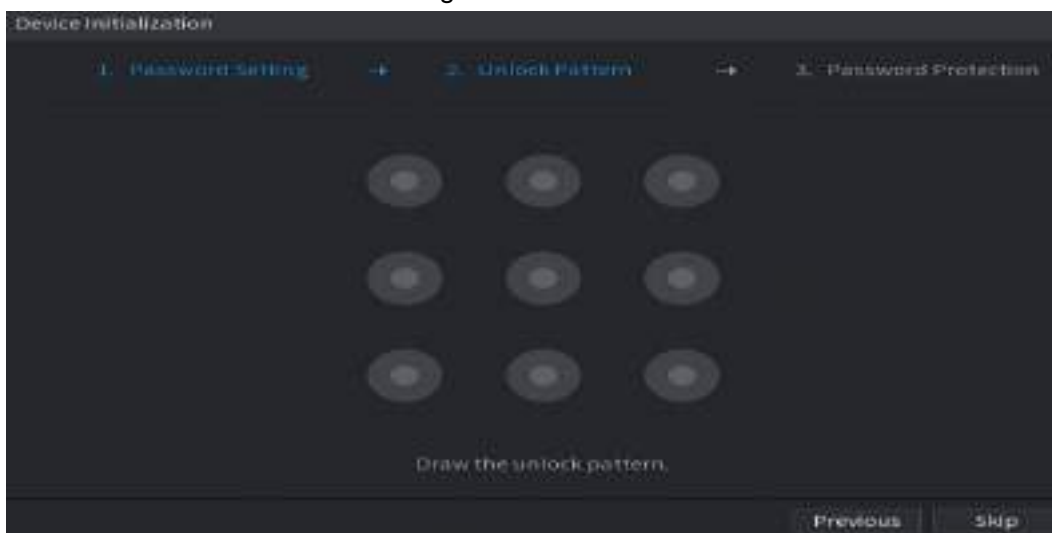 Device Initialization
1. Password Setting → 2. Unlock Pattern → 3. Password Protection
Draw the unlock pattern.
Previous Skip